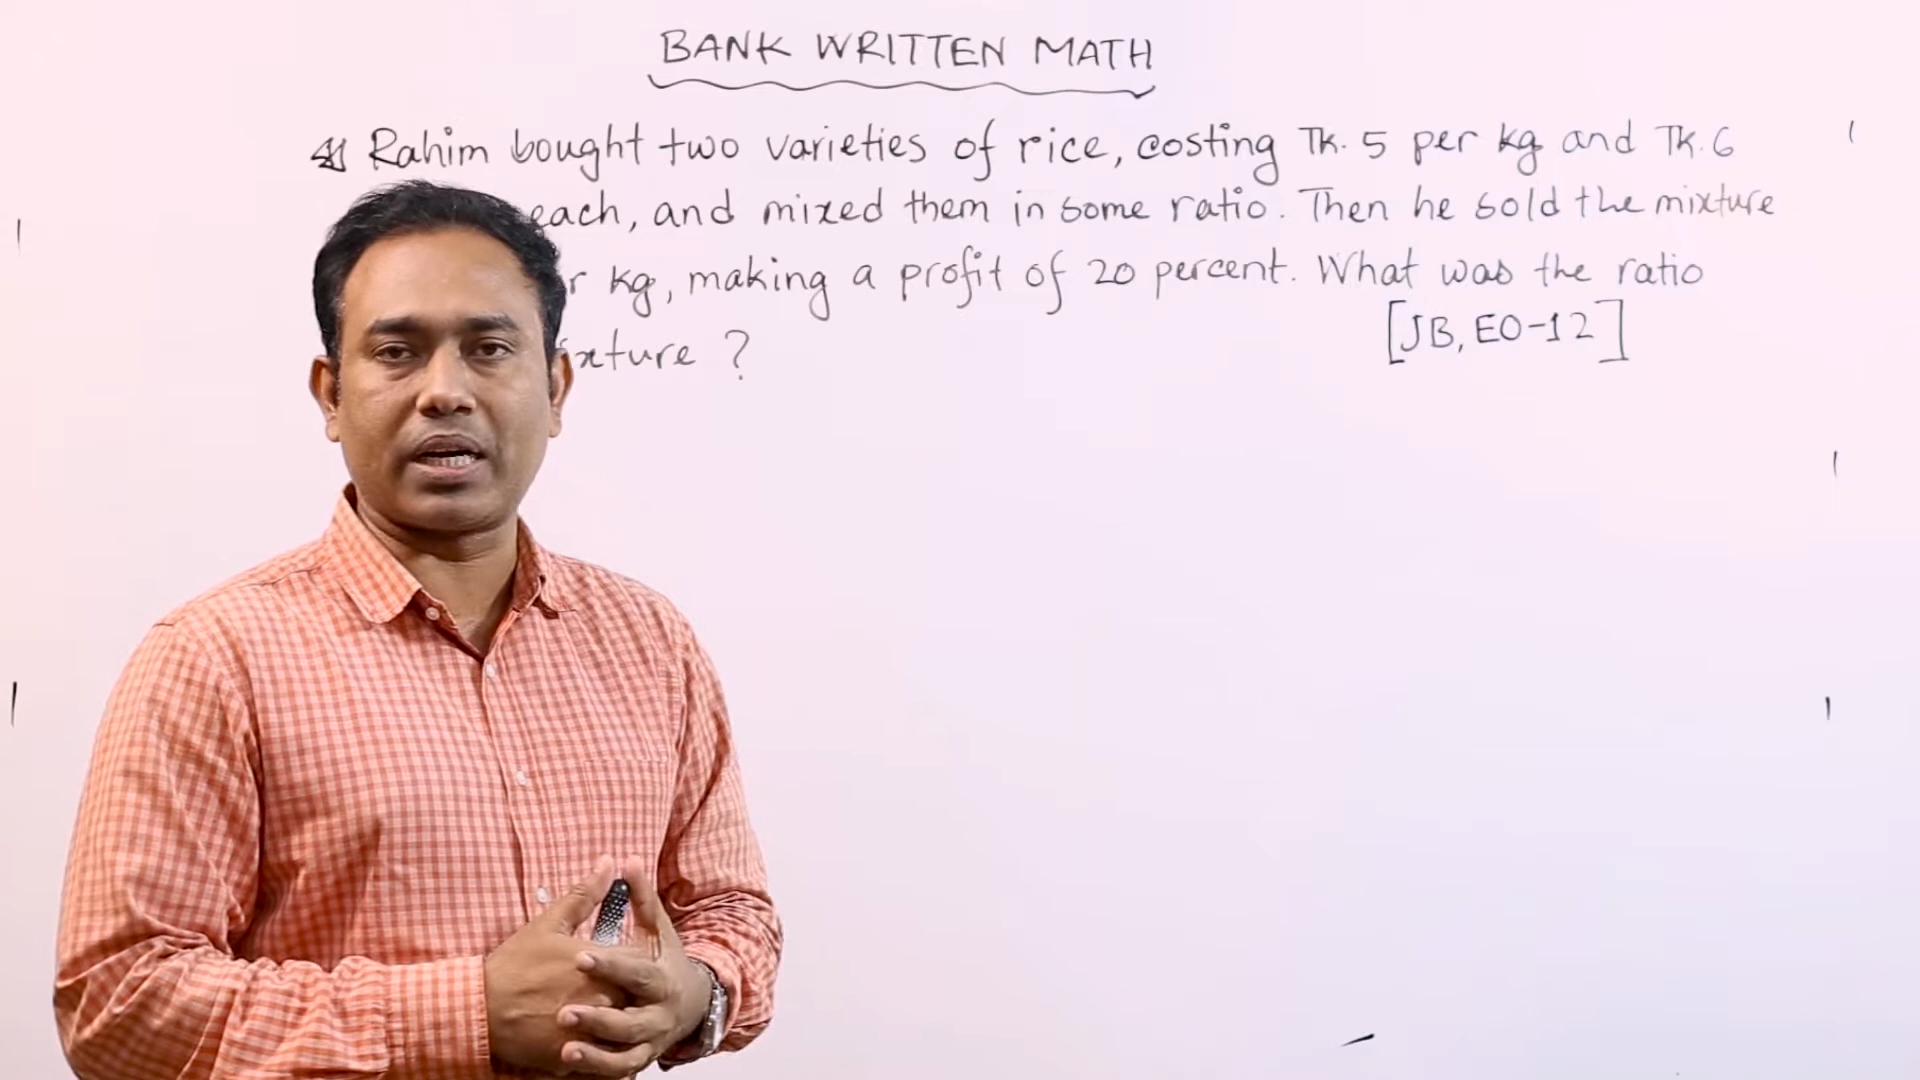 BANK WRITTEN MATH
Rahim bought two varieties of rice, costing Tk. 5 per kg and Tk. 6
each, and mixed them in some ratio. Then he sold the mixture
kg, making a profit of 20 percent. What was the ratio
?
[JB, EO-12]